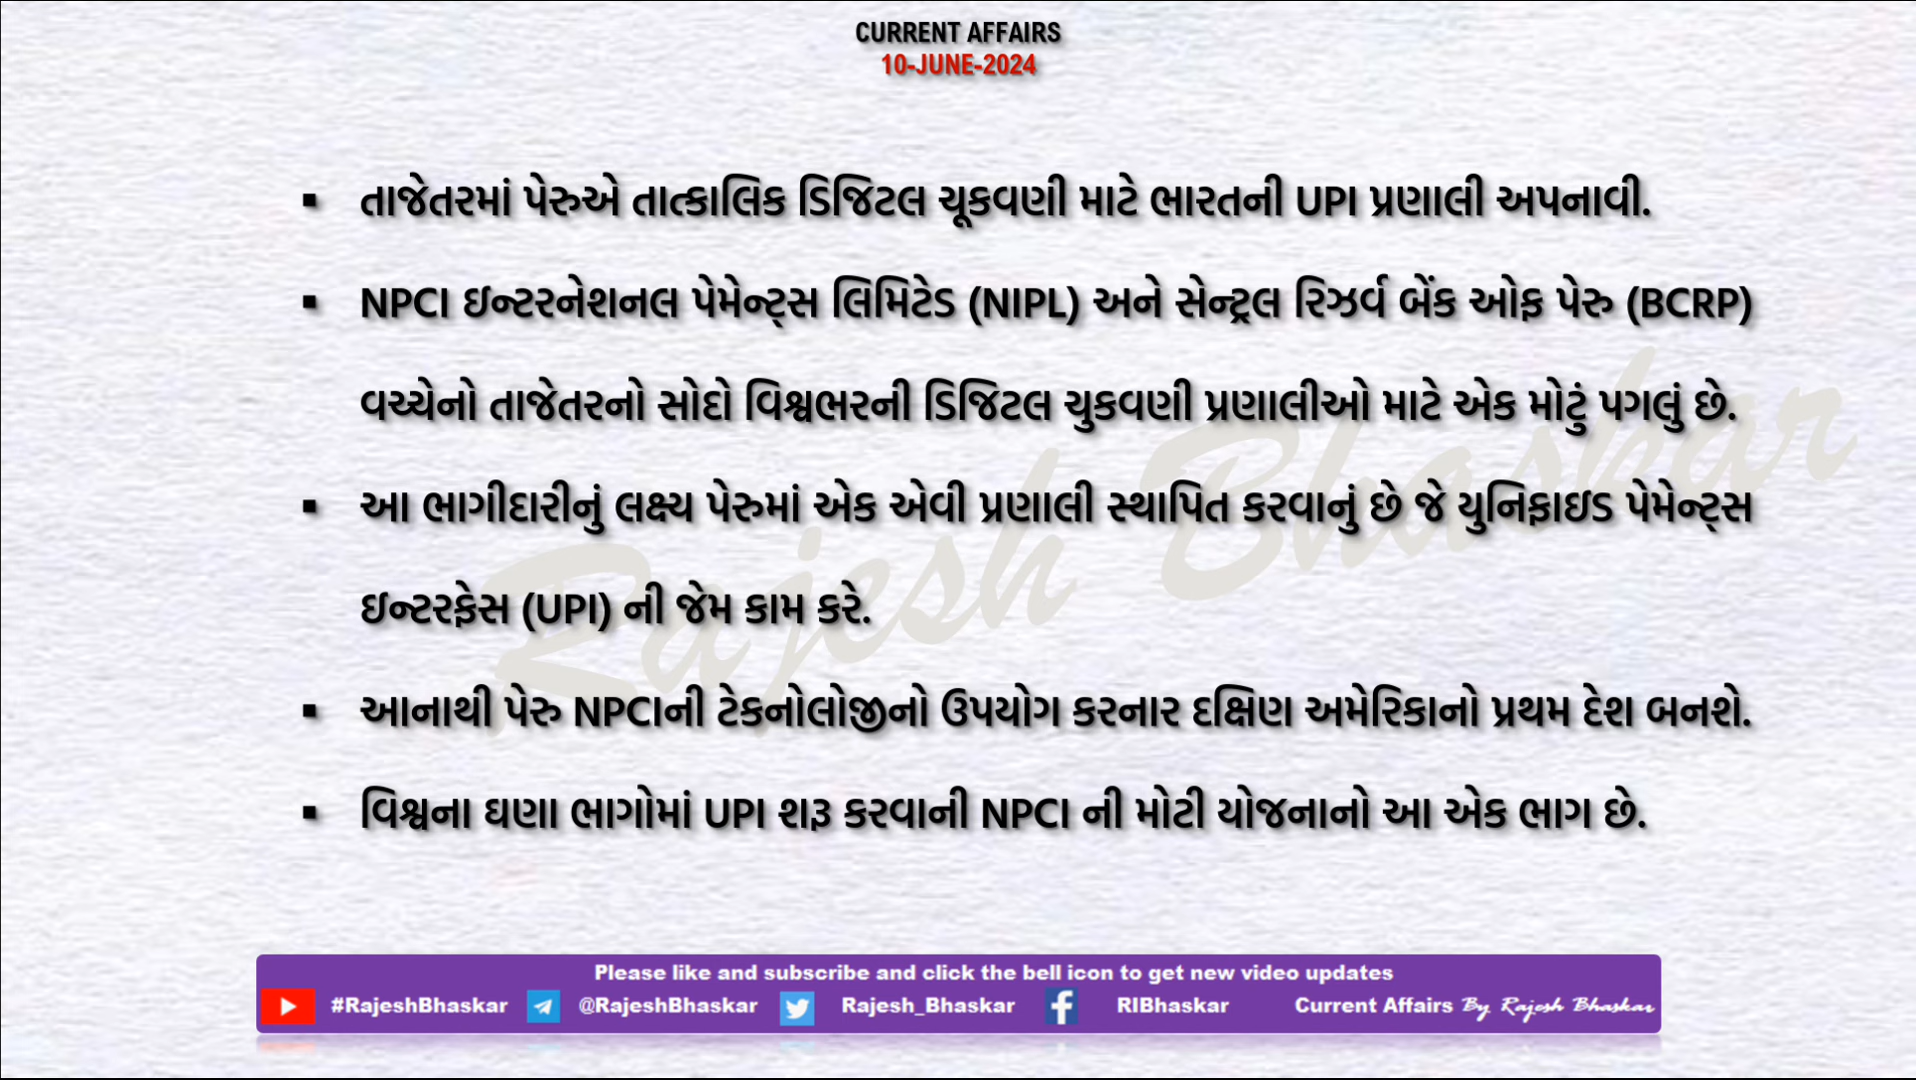 CURRENT AFFAIRS
10-JUNE-2024
▪ તાજેતરમાં પેરુએ તાત્કાલિક ડિજિટલ ચૂકવણી માટે ભારતની UPI પ્રણાલી અપનાવી.
▪ NPCI ઇન્ટરનેશનલ પેમેન્ટ્સ લિમિટેડ (NIPL) અને સેન્ટ્રલ રિઝર્વ બેંક ઓફ પેરુ (BCRP)
વચ્ચેનો તાજેતરનો સોદો વિશ્વભરની ડિજિટલ ચુકવણી પ્રણાલીઓ માટે એક મોટું પગલું છે.
▪ આ ભાગીદારીનું લક્ષ્ય પેરુમાં એક એવી પ્રણાલી સ્થાપિત કરવાનું છે જે યુનિફાઈડ પેમેન્ટ્સ
ઇન્ટરફેસ (UPI) ની જેમ કામ કરે.
▪ આનાથી પેરુ NPCIની ટેકનોલોજીનો ઉપયોગ કરનાર દક્ષિણ અમેરિકાનો પ્રથમ દેશ બનશે.
▪ વિશ્વના ઘણા ભાગોમાં UPI શરૂ કરવાની NPCI ની મોટી યોજનાનો આ એક ભાગ છે.
Rajesh Bhaskar
Please like and subscribe and click the bell icon to get new video updates
#RajeshBhaskar @RajeshBhaskar Rajesh_Bhaskar RIBhaskar Current Affairs By Rajesh Bhaskar